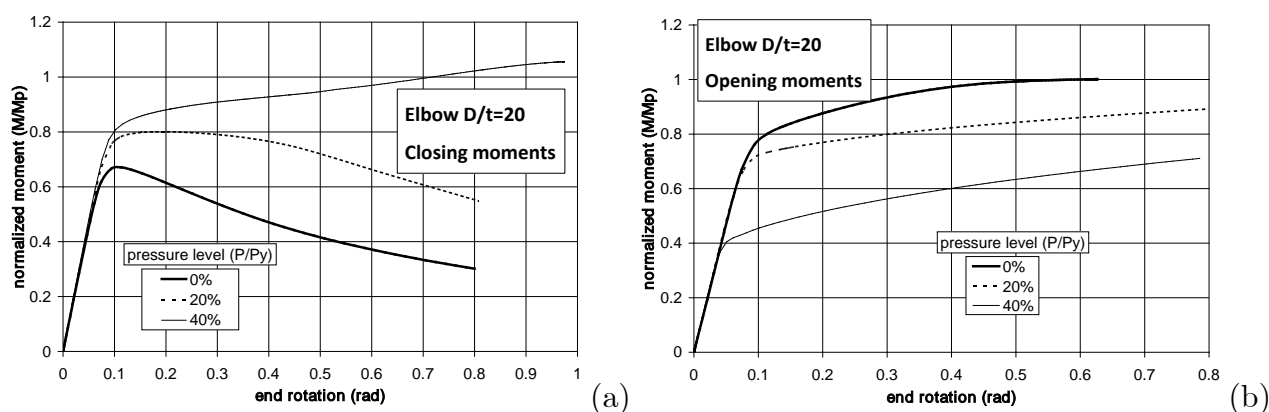 1.2
1
0.8
0.6
0.4
0.2
0
normalized moment (M/Mp)
Elbow D/t=20
Closing moments
pressure level (P/Py)
0%
20%
40%
0 0.1 0.2 0.3 0.4 0.5 0.6 0.7 0.8 0.9 1
end rotation (rad)
(a)
1.2
1
0.8
0.6
0.4
0.2
0
normalized moment (M/Mp)
Elbow D/t=20
Opening moments
pressure level (P/Py)
0%
20%
40%
0 0.1 0.2 0.3 0.4 0.5 0.6 0.7 0.8
end rotation (rad)
(b)